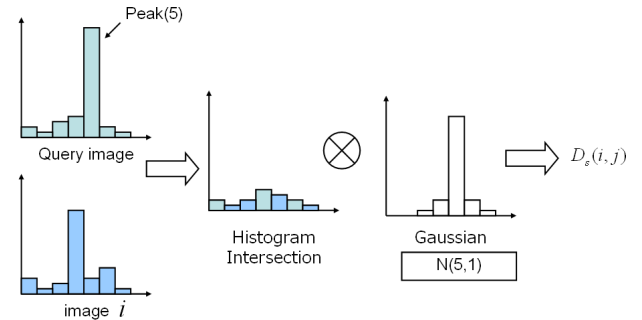 Peak(5)
Query image
image i
Histogram
Intersection
Gaussian
N(5,1)
D_s(i, j)